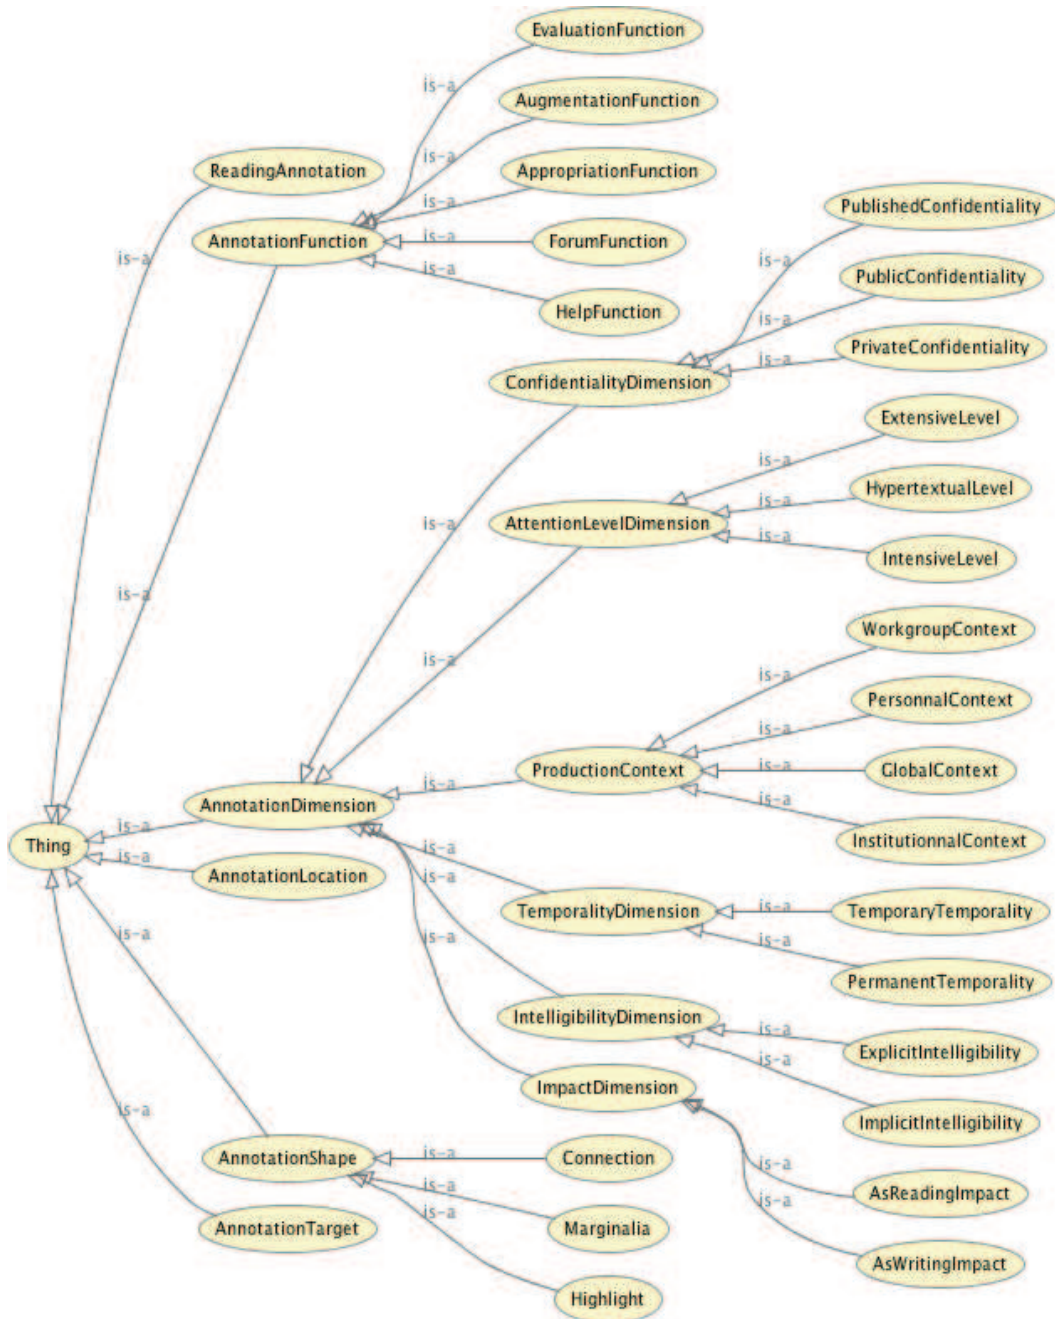 EvaluationFunction
is-a
AugmentationFunction
is-a
ReadingAnnotation
AppropriationFunction
is-a
PublishedConfidentiality
AnnotationFunction
is-a
ForumFunction
is-a
is-a
is-a
PublicConfidentiality
HelpFunction
is-a
PrivateConfidentiality
is-a
ConfidentialityDimension
ExtensiveLevel
is-a
HypertextualLevel
is-a
is-a
AttentionLevelDimension
is-a
IntensiveLevel
is-a
WorkgroupContext
is-a
is-a
PersonnalContext
is-a
ProductionContext
is-a
GlobalContext
is-a
AnnotationDimension
is-a
is-a
InstitutionnalContext
Thing
is-a
AnnotationLocation
is-a
is-a
TemporalityDimension
is-a
TemporaryTemporality
is-a
is-a
is-a
PermanentTemporality
IntelligibilityDimension
is-a
ExplicitIntelligibility
is-a
ImpactDimension
is-a
ImplicitIntelligibility
AnnotationShape
is-a
Connection
is-a
is-a
AsReadingImpact
is-a
AnnotationTarget
Marginalia
is-a
AsWritingImpact
Highlight